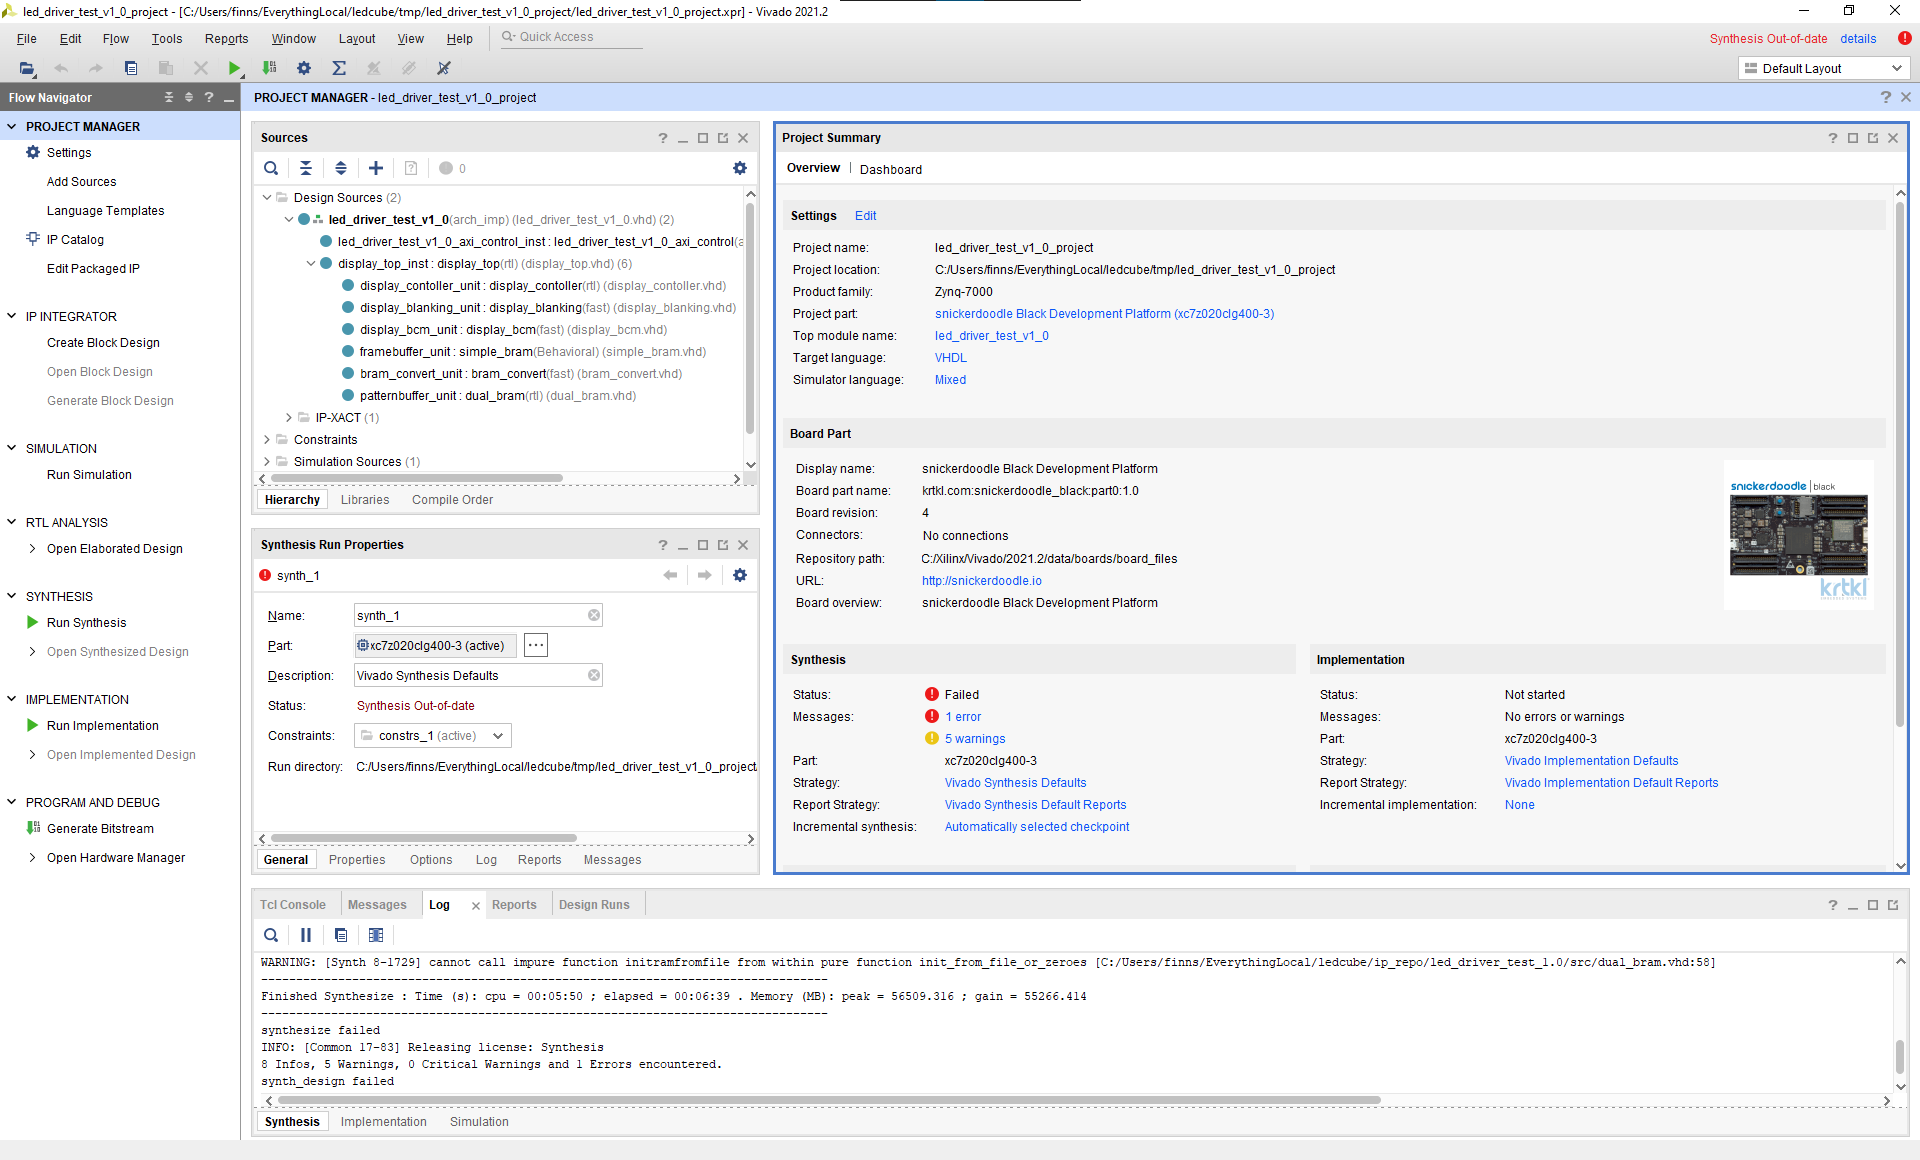 led_driver_test_v1_0_project - [C:/Users/finns/EverythingLocal/ledcube/tmp/led_driver_test_v1_0_project/led_driver_test_v1_0_project.xpr] - Vivado 2021.2
File Edit Flow Tools Reports Window Layout View Help Quick Access
Synthesis Out-of-date details
Default Layout
Flow Navigator
PROJECT MANAGER
Settings
Add Sources
Language Templates
IP Catalog
Edit Packaged IP
IP INTEGRATOR
Create Block Design
Open Block Design
Generate Block Design
SIMULATION
Run Simulation
RTL ANALYSIS
Open Elaborated Design
SYNTHESIS
Run Synthesis
Open Synthesized Design
IMPLEMENTATION
Run Implementation
Open Implemented Design
PROGRAM AND DEBUG
Generate Bitstream
Open Hardware Manager
PROJECT MANAGER - led_driver_test_v1_0_project
Sources
0
Design Sources (2)
led_driver_test_v1_0(arch_imp) (led_driver_test_v1_0.vhd) (2)
led_driver_test_v1_0_axi_control_inst : led_driver_test_v1_0_axi_control(a
display_top_inst : display_top(rtl) (display_top.vhd) (6)
display_contoller_unit : display_contoller(rtl) (display_contoller.vhd)
display_blanking_unit : display_blanking(fast) (display_blanking.vhd)
display_bcm_unit : display_bcm(fast) (display_bcm.vhd)
framebuffer_unit : simple_bram(Behavioral) (simple_bram.vhd)
bram_convert_unit : bram_convert(fast) (bram_convert.vhd)
patternbuffer_unit : dual_bram(rtl) (dual_bram.vhd)
IP-XACT (1)
Constraints
Simulation Sources (1)
Hierarchy Libraries Compile Order
Synthesis Run Properties
synth_1
Name: synth_1
Part: xc7z020clg400-3 (active) ...
Description: Vivado Synthesis Defaults
Status: Synthesis Out-of-date
Constraints: constrs_1 (active)
Run directory: C:/Users/finns/EverythingLocal/ledcube/tmp/led_driver_test_v1_0_project/
General Properties Options Log Reports Messages
Project Summary
Overview | Dashboard
Settings Edit
Project name: led_driver_test_v1_0_project
Project location: C:/Users/finns/EverythingLocal/ledcube/tmp/led_driver_test_v1_0_project
Product family: Zynq-7000
Project part: snickerdoodle Black Development Platform (xc7z020clg400-3)
Top module name: led_driver_test_v1_0
Target language: VHDL
Simulator language: Mixed
Board Part
Display name: snickerdoodle Black Development Platform
Board part name: krtkl.com:snickerdoodle_black:part0:1.0
Board revision: 4
Connectors: No connections
Repository path: C:/Xilinx/Vivado/2021.2/data/boards/board_files
URL: http://snickerdoodle.io
Board overview: snickerdoodle Black Development Platform
snickerdoodle | black
krtkl
Synthesis
Status: Failed
Messages: 1 error
5 warnings
Part: xc7z020clg400-3
Strategy: Vivado Synthesis Defaults
Report Strategy: Vivado Synthesis Default Reports
Incremental synthesis: Automatically selected checkpoint
Implementation
Status: Not started
Messages: No errors or warnings
Part: xc7z020clg400-3
Strategy: Vivado Implementation Defaults
Report Strategy: Vivado Implementation Default Reports
Incremental implementation: None
Tcl Console Messages Log Reports Design Runs
WARNING: [Synth 8-1729] cannot call impure function initramfromfile from within pure function init_from_file_or_zeroes [C:/Users/finns/EverythingLocal/ledcube/ip_repo/led_driver_test_1.0/src/dual_bram.vhd:58]
---------------------------------------------------------------------------------
Finished Synthesize : Time (s): cpu = 00:05:50 ; elapsed = 00:06:39 . Memory (MB): peak = 56509.316 ; gain = 55266.414
---------------------------------------------------------------------------------
synthesize failed
INFO: [Common 17-83] Releasing license: Synthesis
8 Infos, 5 Warnings, 0 Critical Warnings and 1 Errors encountered.
synth_design failed
Synthesis Implementation Simulation